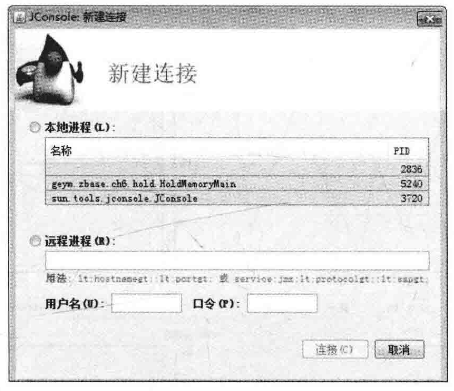 JConsole: 新建连接
新建连接
本地进程(L):
名称 PID
2836
geym.zbase.ch6.hold.HoldMemoryMain 5240
sun.tools.jconsole.JConsole 3720
远程进程(R):
用法: lt:hostnamegt::lt:portgt; 或 service:jmx:lt:protocolgt::lt:sapgt;
用户名(U): 口令(P):
连接(C) 取消